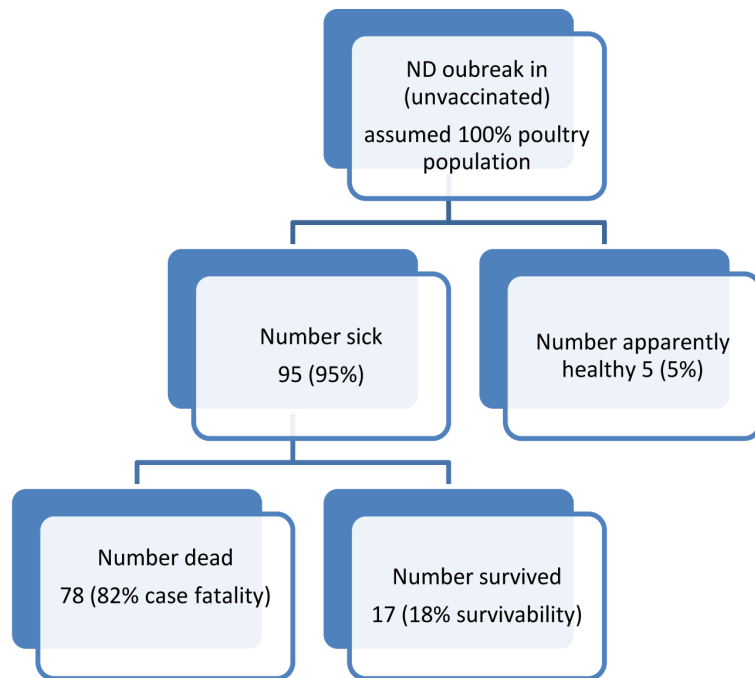 ND oubreak in
(unvaccinated)
assumed 100% poultry
population
Number sick
95 (95%)
Number apparently
healthy 5 (5%)
Number dead
78 (82% case fatality)
Number survived
17 (18% survivability)